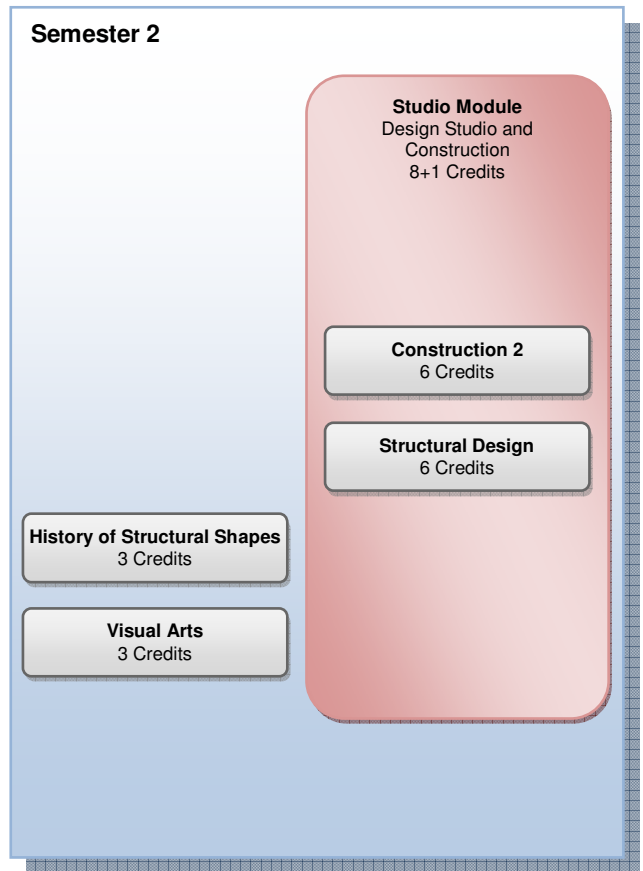 Semester 2
Studio Module
Design Studio and
Construction
8+1 Credits
Construction 2
6 Credits
Structural Design
6 Credits
History of Structural Shapes
3 Credits
Visual Arts
3 Credits